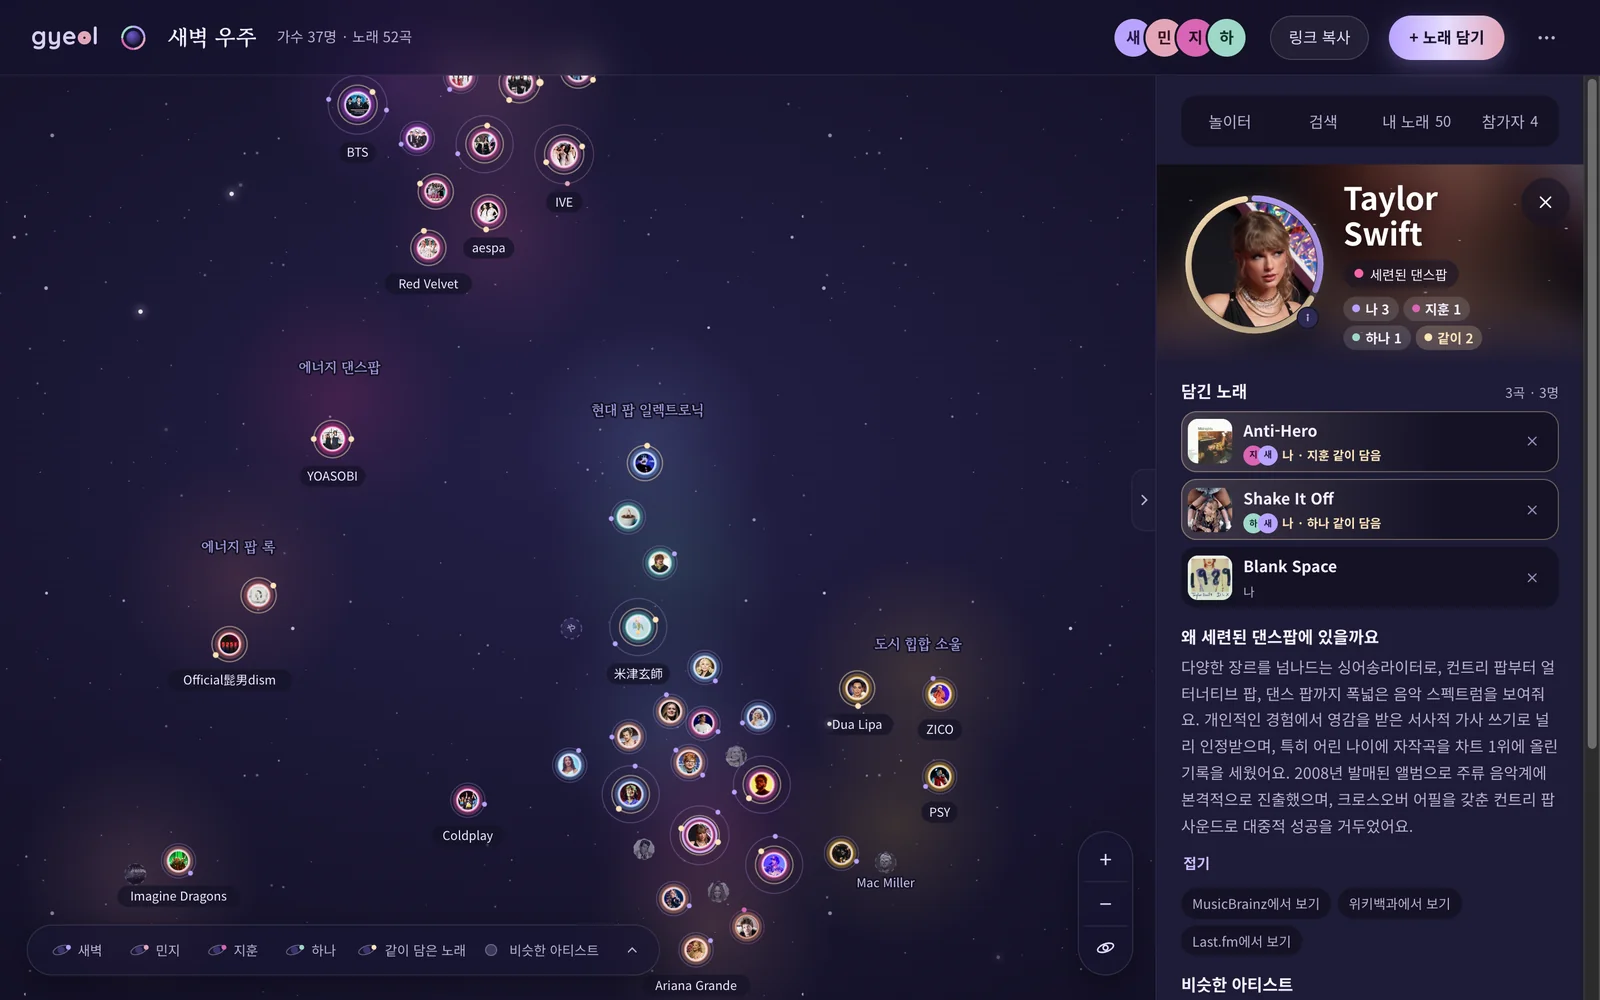 gyeol
새벽 우주
가수 37명 · 노래 52곡
새 민 지 하
링크 복사
+ 노래 담기
BTS
IVE
aespa
Red Velvet
에너지 댄스팝
YOASOBI
현대 팝 일렉트로닉
에너지 팝 록
Official髭男dism
や
米津玄師
도시 힙합 소울
Dua Lipa
ZICO
PSY
Coldplay
Mac Miller
Imagine Dragons
Ariana Grande
새벽
민지
지훈
하나
같이 담은 노래
비슷한 아티스트
놀이터
검색
내 노래 50
참가자 4
Taylor
Swift
세련된 댄스팝
나 3
지훈 1
하나 1
같이 2
담긴 노래
3곡 · 3명
Anti-Hero
지 새 나 · 지훈 같이 담음
Shake It Off
하 새 나 · 하나 같이 담음
Blank Space
나
왜 세련된 댄스팝에 있을까요
다양한 장르를 넘나드는 싱어송라이터로, 컨트리 팝부터 얼
터너티브 팝, 댄스 팝까지 폭넓은 음악 스펙트럼을 보여줘
요. 개인적인 경험에서 영감을 받은 서사적 가사 쓰기로 널
리 인정받으며, 특히 어린 나이에 자작곡을 차트 1위에 올린
기록을 세웠어요. 2008년 발매된 앨범으로 주류 음악계에
본격적으로 진출했으며, 크로스오버 어필을 갖춘 컨트리 팝
사운드로 대중적 성공을 거두었어요.
접기
MusicBrainz에서 보기
위키백과에서 보기
Last.fm에서 보기
비슷한 아티스트